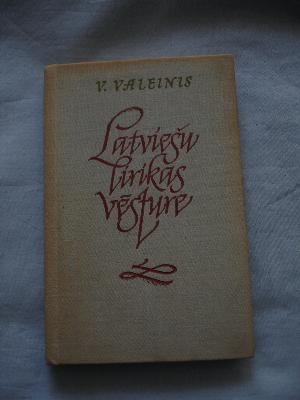 V. VALEINIS
Latviešu
lirikas
vēsture